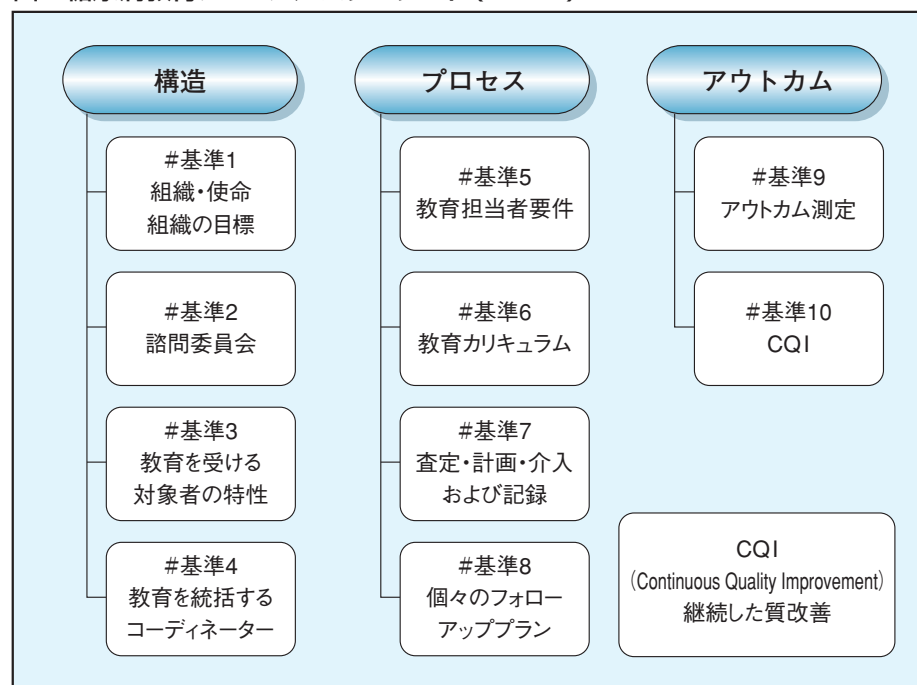 構造
#基準1
組織・使命
組織の目標
#基準2
諮問委員会
#基準3
教育を受ける
対象者の特性
#基準4
教育を統括する
コーディネーター
プロセス
#基準5
教育担当者要件
#基準6
教育カリキュラム
#基準7
査定・計画・介入
および記録
#基準8
個々のフォロー
アッププラン
アウトカム
#基準9
アウトカム測定
#基準10
CQI
CQI
(Continuous Quality Improvement)
継続した質改善